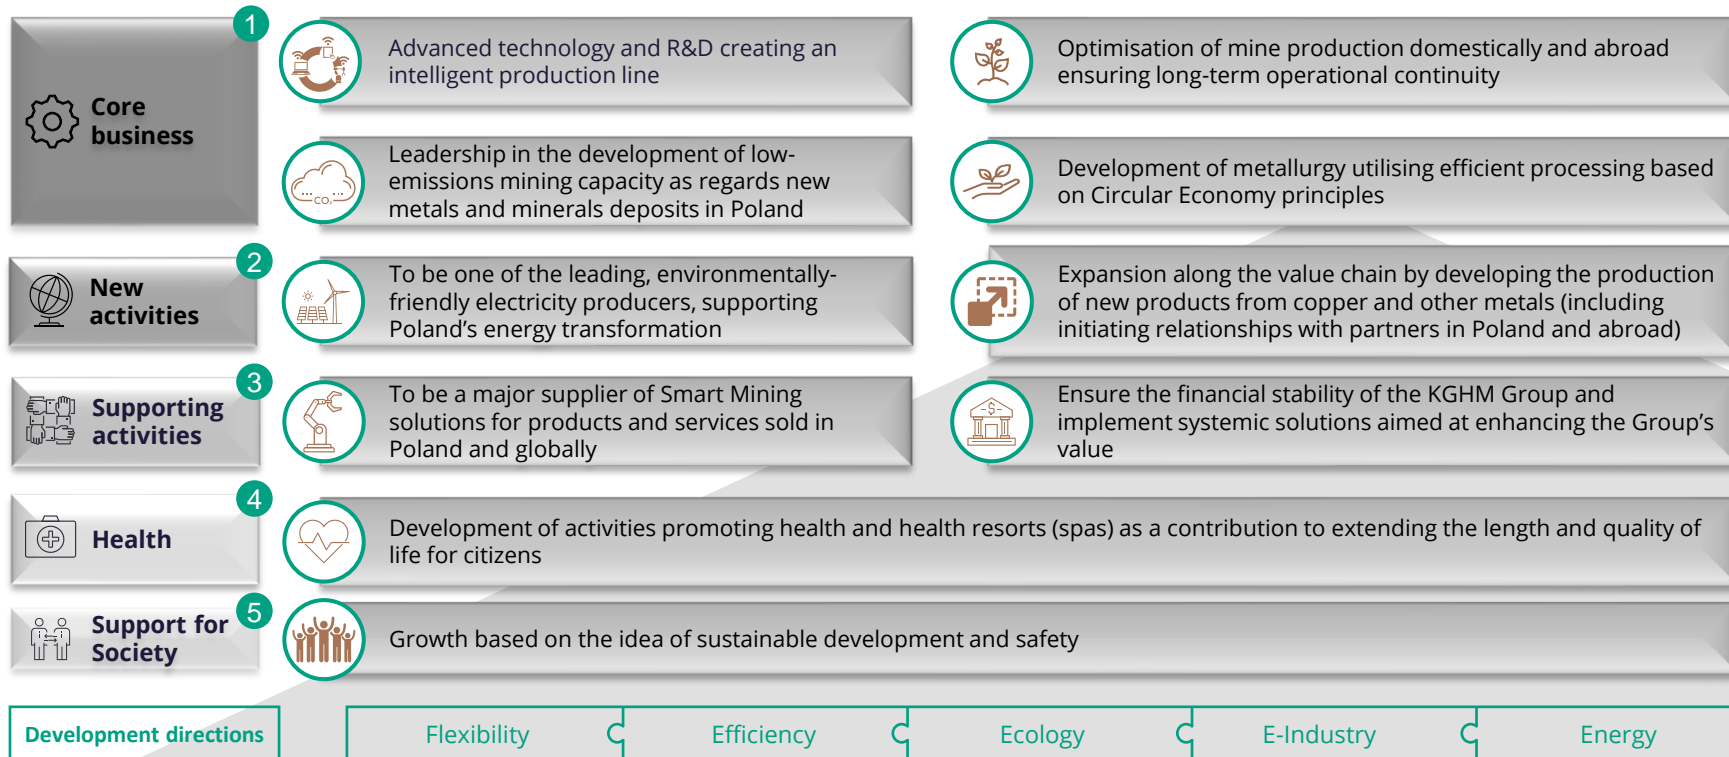 1
Core
business
Advanced technology and R&D creating an
intelligent production line
Optimisation of mine production domestically and abroad
ensuring long-term operational continuity
CO₂
Leadership in the development of low-
emissions mining capacity as regards new
metals and minerals deposits in Poland
Development of metallurgy utilising efficient processing based
on Circular Economy principles
2
New
activities
To be one of the leading, environmentally-
friendly electricity producers, supporting
Poland's energy transformation
Expansion along the value chain by developing the production
of new products from copper and other metals (including
initiating relationships with partners in Poland and abroad)
3
Supporting
activities
To be a major supplier of Smart Mining
solutions for products and services sold in
Poland and globally
-$-
Ensure the financial stability of the KGHM Group and
implement systemic solutions aimed at enhancing the Group's
value
4
Health
Development of activities promoting health and health resorts (spas) as a contribution to extending the length and quality of
life for citizens
5
Support for
Society
Growth based on the idea of sustainable development and safety
Development directions
Flexibility
Efficiency
Ecology
E-Industry
Energy